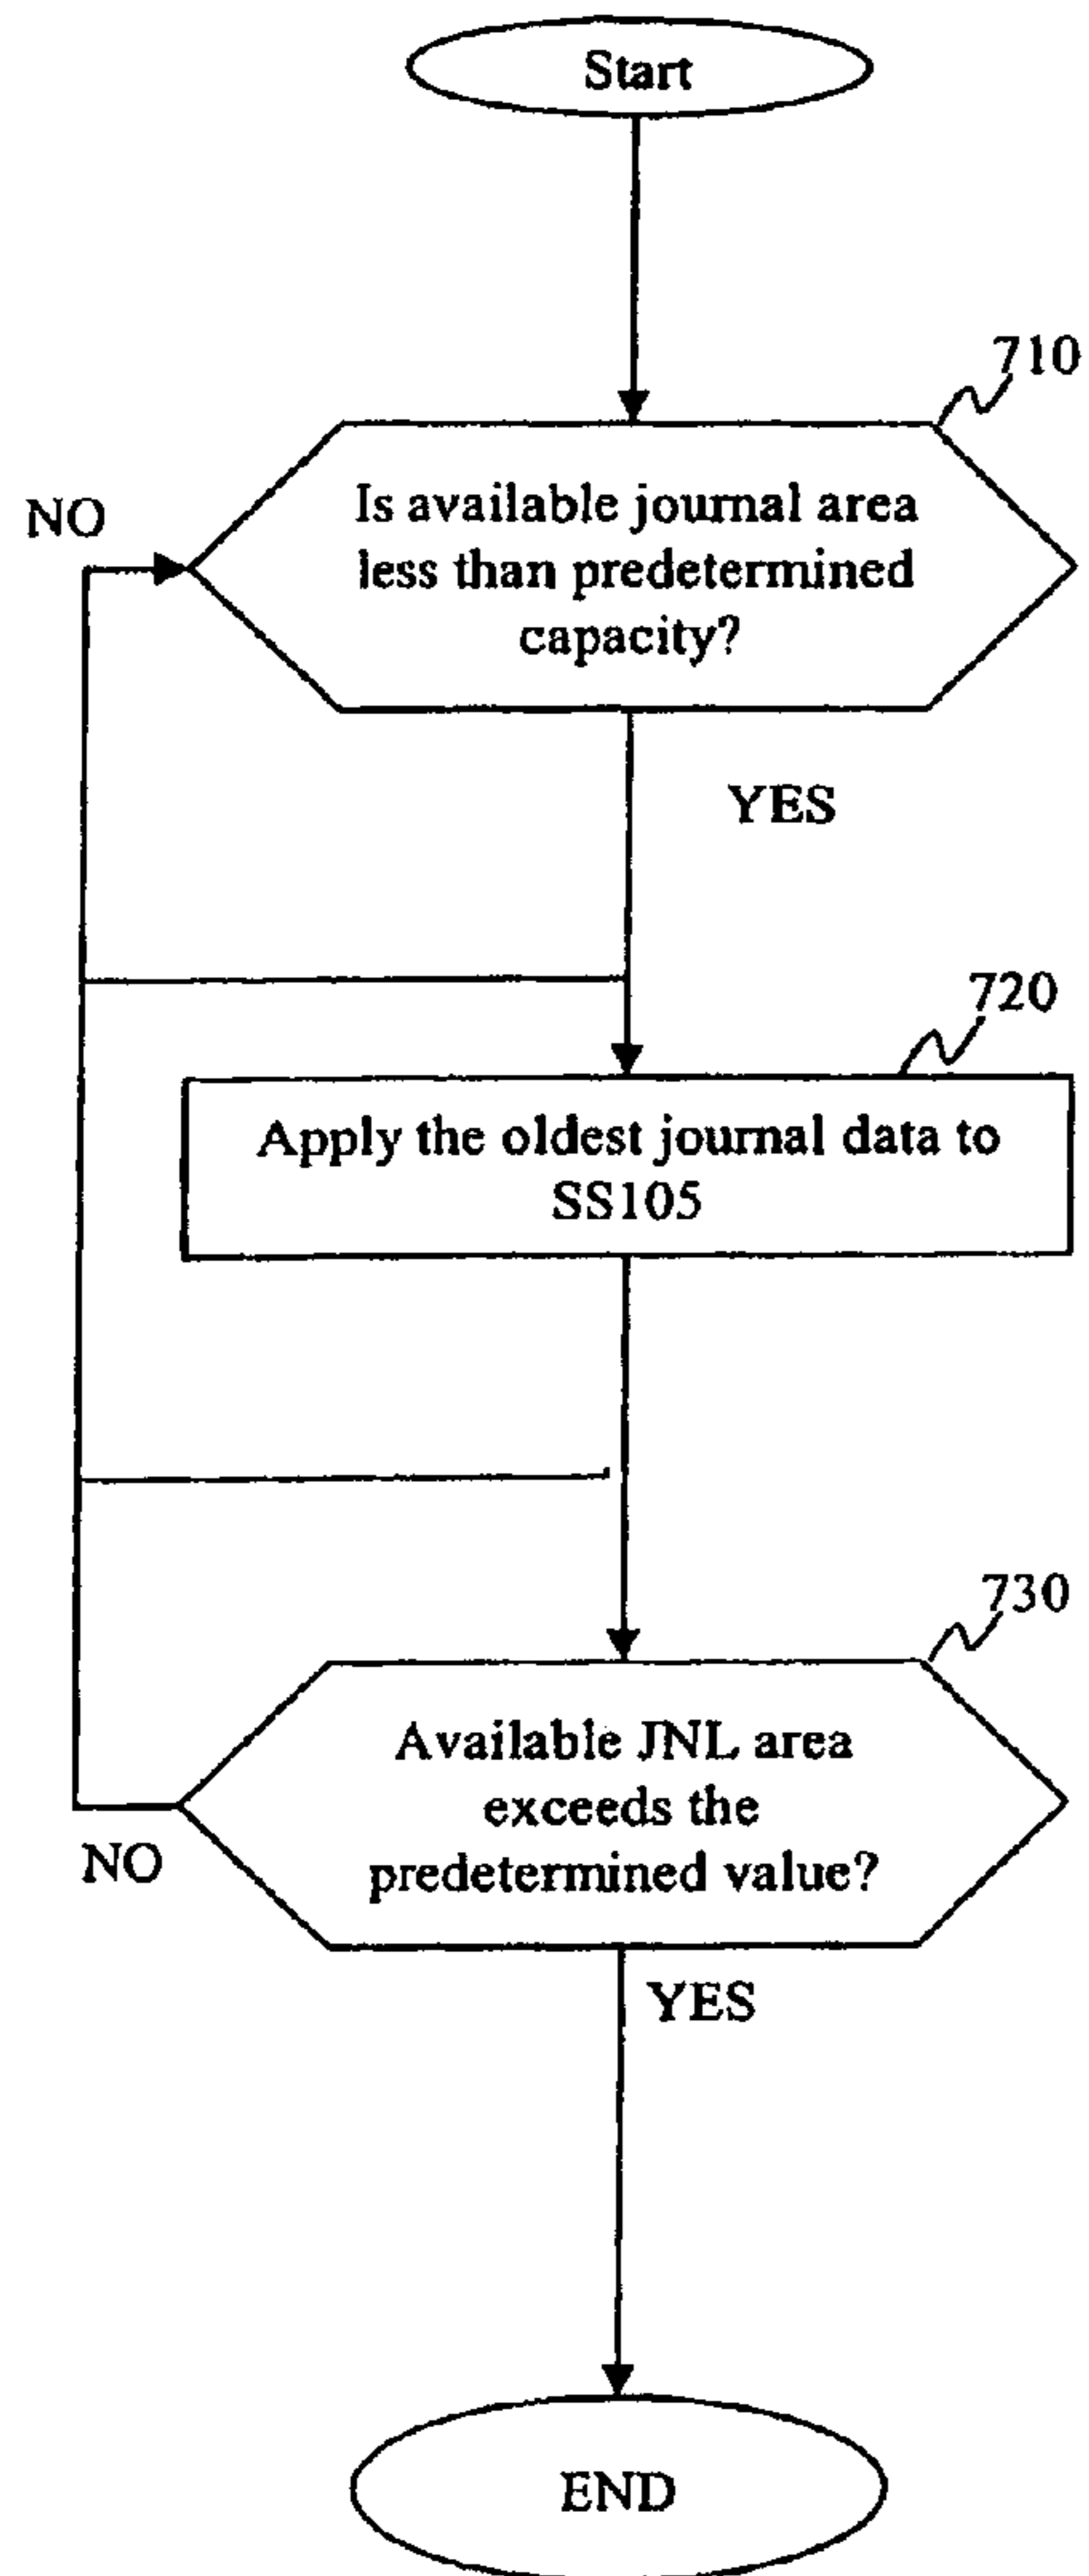 Start
710
NO
Is available journal area
less than predetermined
capacity?
YES
720
Apply the oldest journal data to
SS105
730
Available JNL area
exceeds the
predetermined value?
NO
YES
END